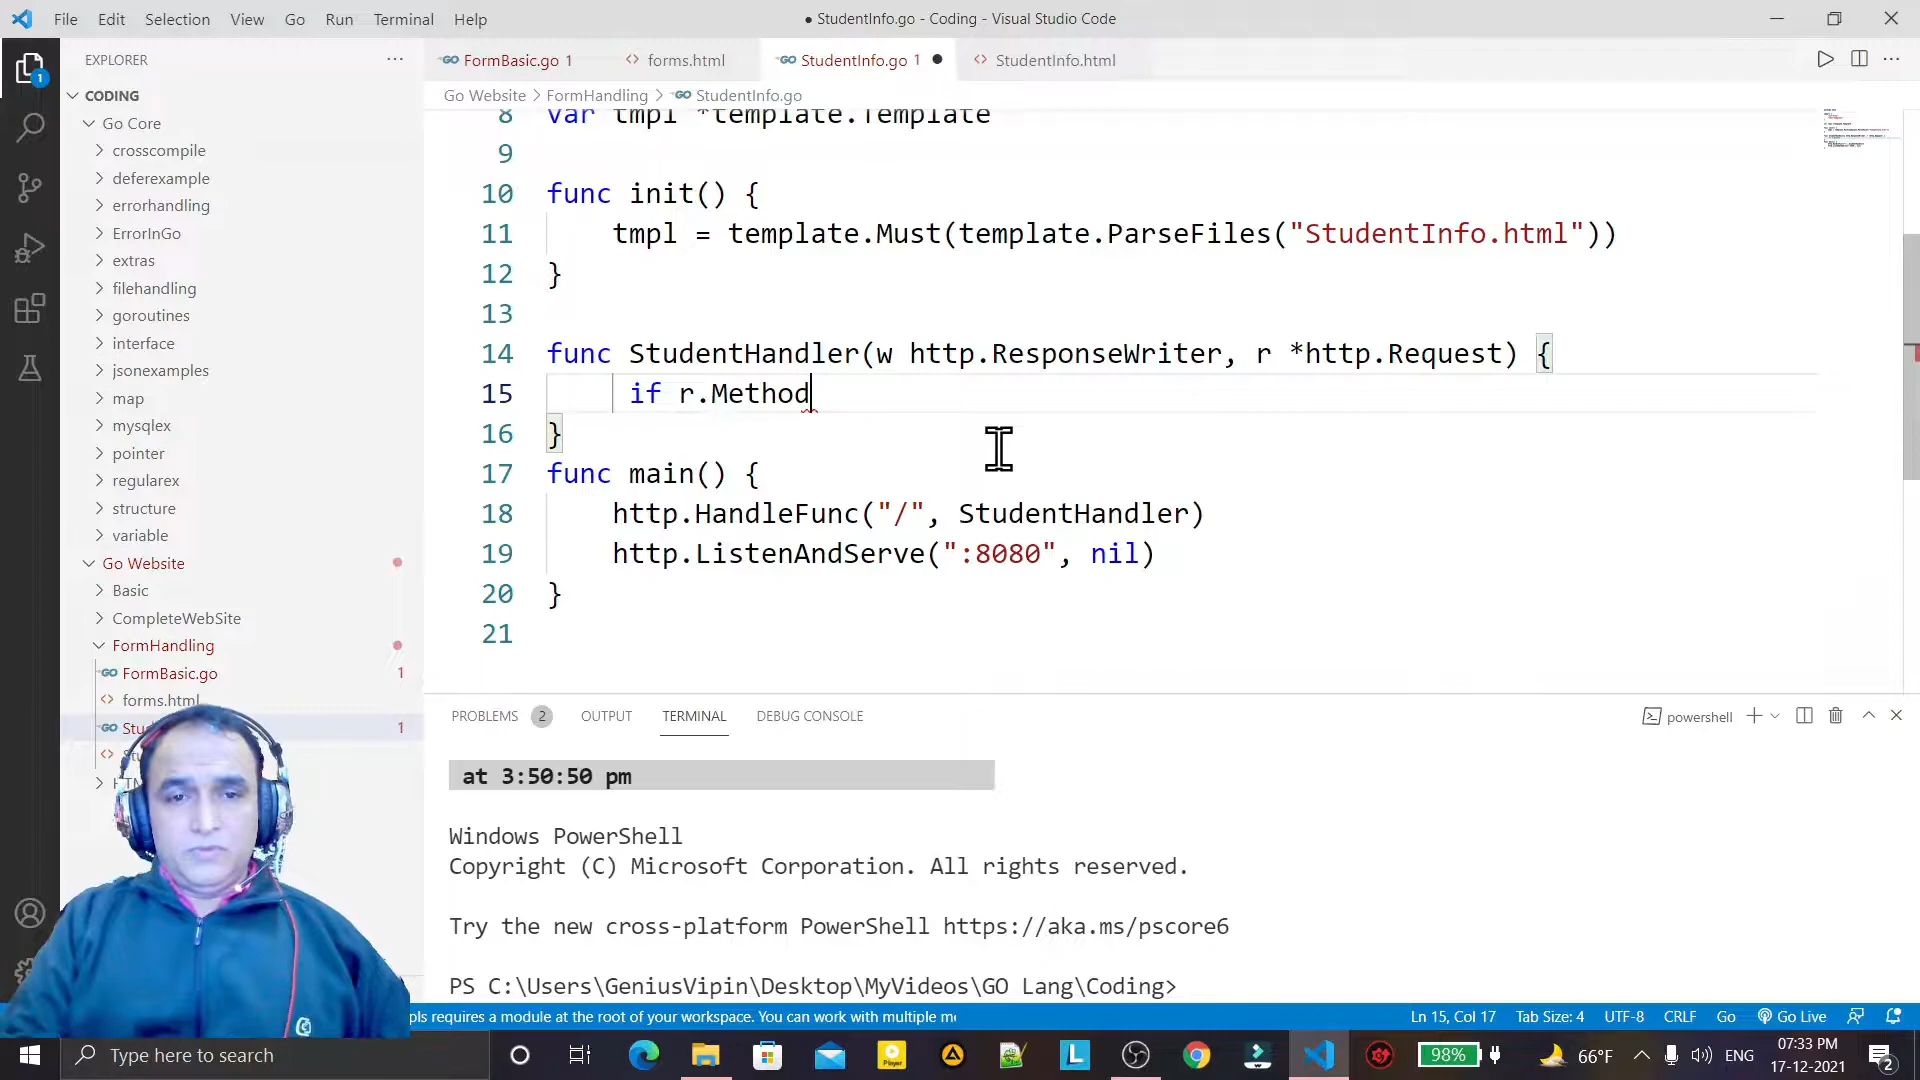 File Edit Selection View Go Run Terminal Help
● StudentInfo.go - Coding - Visual Studio Code
EXPLORER
FormBasic.go 1
forms.html
StudentInfo.go 1
StudentInfo.html
CODING
Go Website > FormHandling > StudentInfo.go
Go Core
crosscompile
deferexample
errorhandling
ErrorInGo
extras
filehandling
goroutines
interface
jsonexamples
map
mysqlex
pointer
regularex
structure
variable
Go Website
Basic
CompleteWebSite
FormHandling
FormBasic.go 1
forms.html
1
8 var tmpl *template.Template
9
10 func init() {
11 tmpl = template.Must(template.ParseFiles("StudentInfo.html"))
12 }
13
14 func StudentHandler(w http.ResponseWriter, r *http.Request) {
15 if r.Method
16 }
17 func main() {
18 http.HandleFunc("/", StudentHandler)
19 http.ListenAndServe(":8080", nil)
20 }
21
PROBLEMS 2 OUTPUT TERMINAL DEBUG CONSOLE
powershell
at 3:50:50 pm
Windows PowerShell
Copyright (C) Microsoft Corporation. All rights reserved.
Try the new cross-platform PowerShell https://aka.ms/pscore6
PS C:\Users\GeniusVipin\Desktop\MyVideos\GO Lang\Coding>
requires a module at the root of your workspace. You can work with multiple
Ln 15, Col 17 Tab Size: 4 UTF-8 CRLF Go Go Live
Type here to search
98%
66°F
ENG
07:33 PM
17-12-2021
2